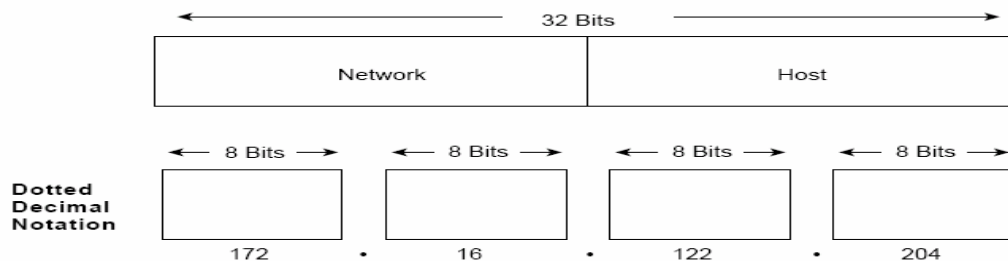 32 Bits
Network Host
8 Bits 8 Bits 8 Bits 8 Bits
Dotted
Decimal
Notation
172 . 16 . 122 . 204